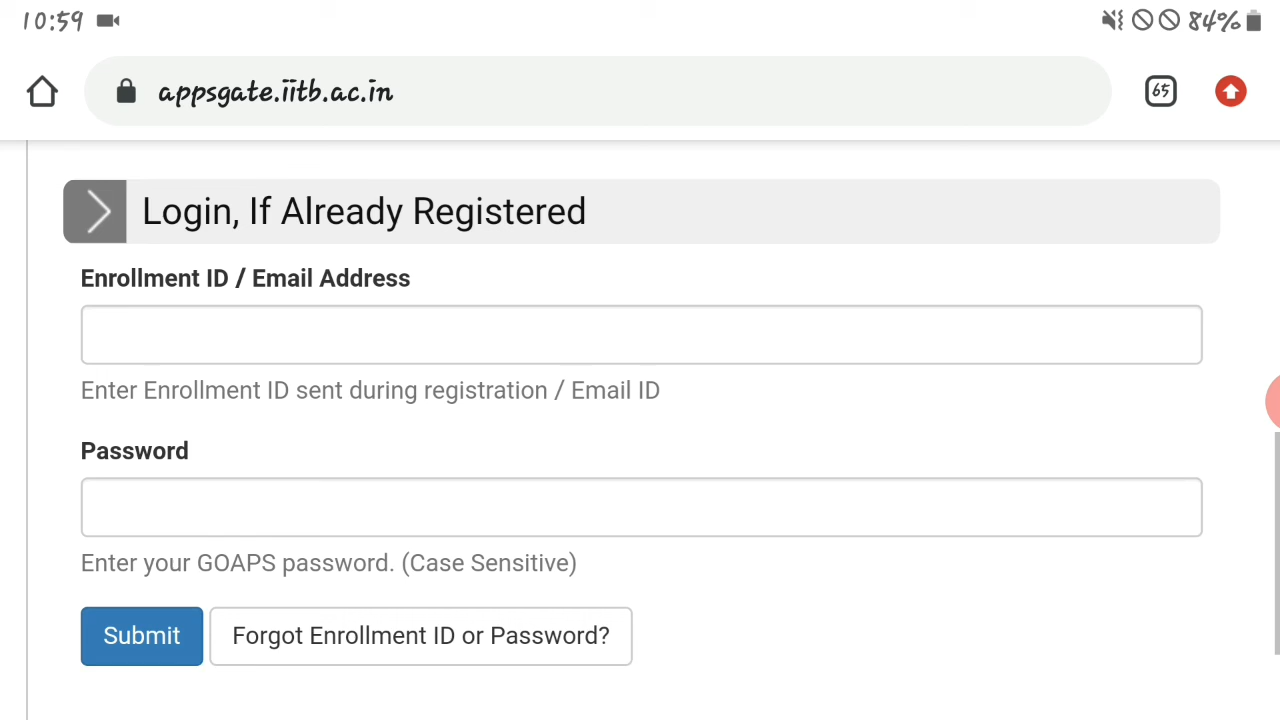 10:59 84%
appsgate.iitb.ac.in 65
Login, If Already Registered
Enrollment ID / Email Address
Enter Enrollment ID sent during registration / Email ID
Password
Enter your GOAPS password. (Case Sensitive)
Submit Forgot Enrollment ID or Password?